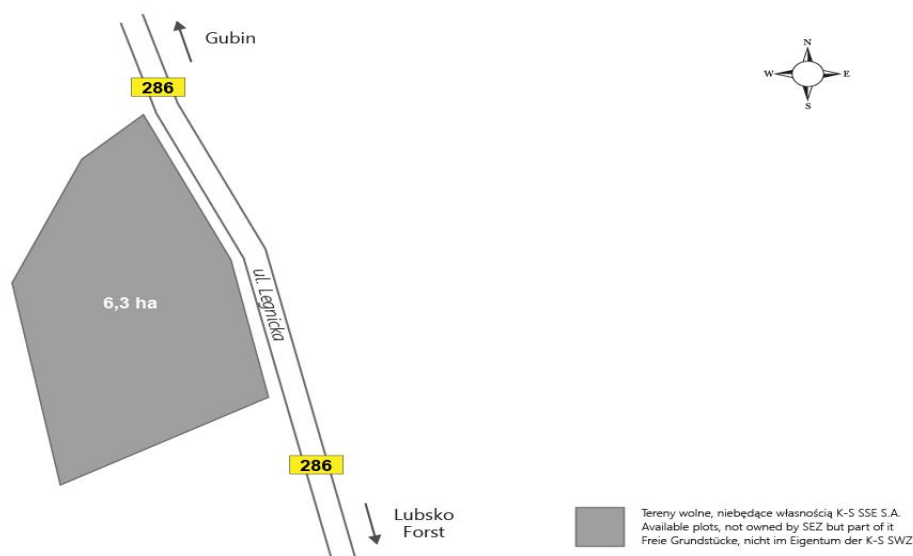 Gubin
N
W E
S
286
6,3 ha
ul. Legnicka
286
Lubsko
Forst
Tereny wolne, niebędące własnością K-S SSE S.A.
Available plots, not owned by SEZ but part of it
Freie Grundstücke, nicht im Eigentum der K-S SWZ